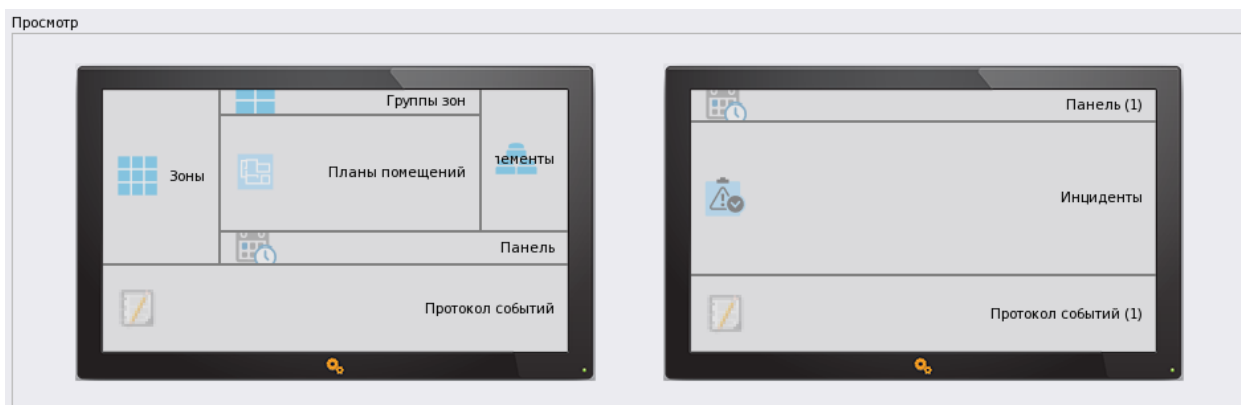 Просмотр
Группы зон
Зоны
Планы помещений
лементы
Панель
Протокол событий
Панель (1)
Инциденты
Протокол событий (1)